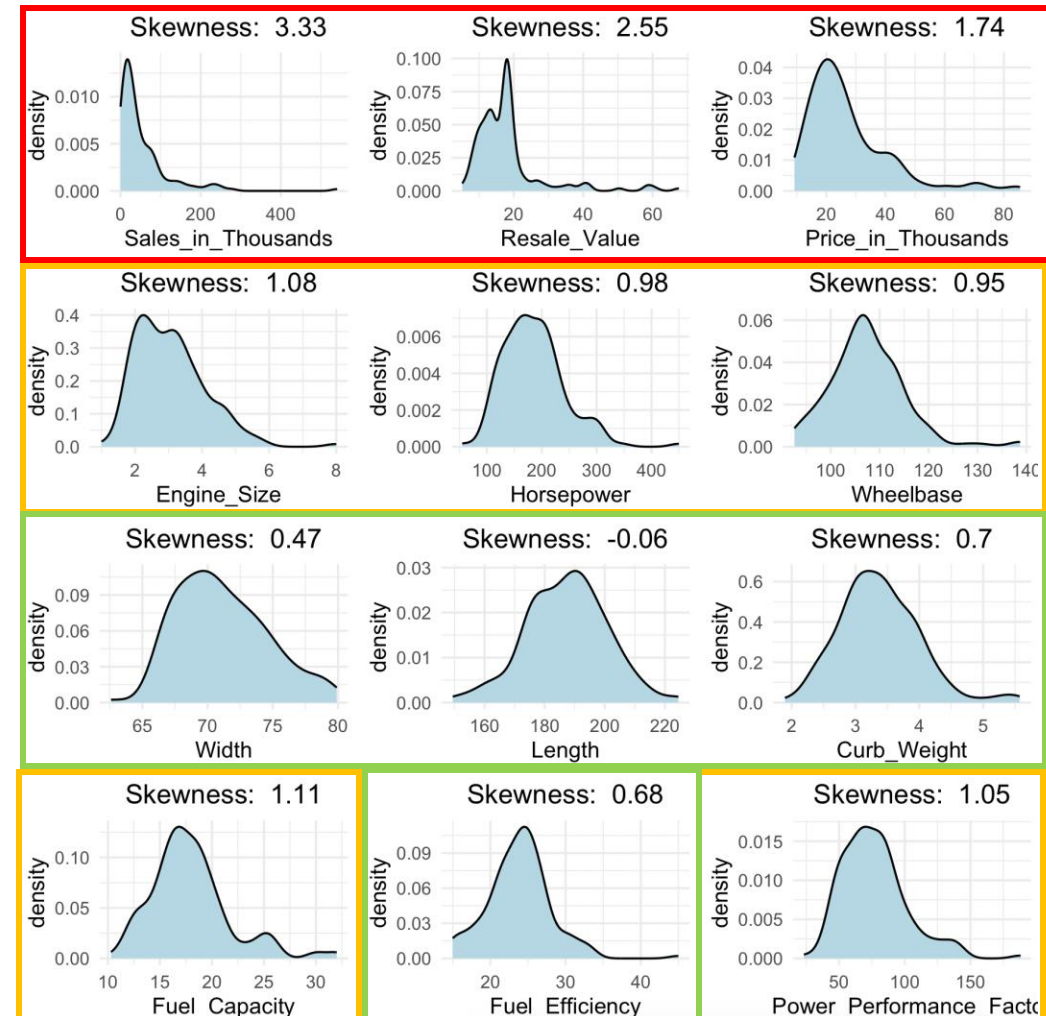 Skewness: 3.33
Skewness: 2.55
Skewness: 1.74
density
0.010
0.005
0.000
0
200
400
Sales_in_Thousands
density
0.100
0.075
0.050
0.025
0.000
20
40
60
Resale_Value
density
0.04
0.03
0.02
0.01
0.00
20
40
60
80
Price_in_Thousands
Skewness: 1.08
Skewness: 0.98
Skewness: 0.95
density
0.4
0.3
0.2
0.1
0.0
2
4
6
8
Engine_Size
density
0.006
0.004
0.002
0.000
100
200
300
400
Horsepower
density
0.06
0.04
0.02
0.00
100
110
120
130
140
Wheelbase
Skewness: 0.47
Skewness: -0.06
Skewness: 0.7
density
0.09
0.06
0.03
0.00
65
70
75
80
Width
density
0.03
0.02
0.01
0.00
160
180
200
220
Length
density
0.6
0.4
0.2
0.0
2
3
4
5
Curb_Weight
Skewness: 1.11
Skewness: 0.68
Skewness: 1.05
density
0.10
0.05
0.00
10
15
20
25
30
Fuel_Capacity
density
0.09
0.06
0.03
0.00
20
30
40
Fuel_Efficiency
density
0.015
0.010
0.005
0.000
50
100
150
Power_Performance_Facto